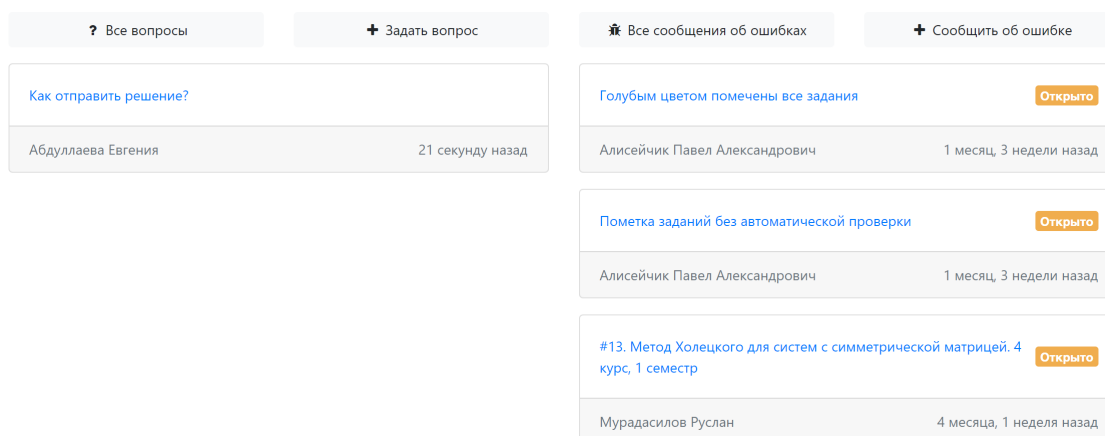 ? Все вопросы
+ Задать вопрос
Как отправить решение?
Абдуллаева Евгения
21 секунду назад
Все сообщения об ошибках
+ Сообщить об ошибке
Голубым цветом помечены все задания
Открыто
Алисейчик Павел Александрович
1 месяц, 3 недели назад
Пометка заданий без автоматической проверки
Открыто
Алисейчик Павел Александрович
1 месяц, 3 недели назад
#13. Метод Холецкого для систем с симметрической матрицей. 4
курс, 1 семестр
Открыто
Мурадасилов Руслан
4 месяца, 1 неделя назад